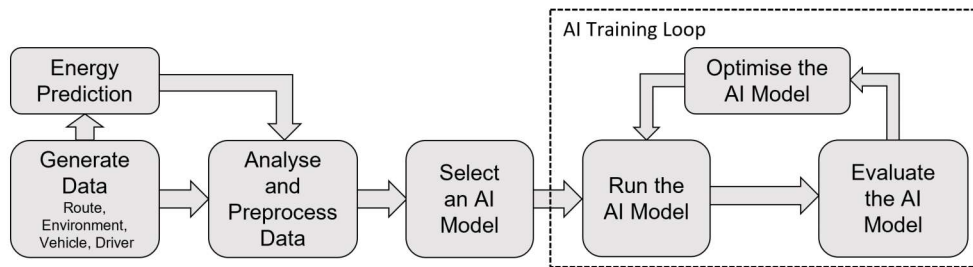 AI Training Loop
Energy
Prediction
Optimise the
AI Model
Generate
Data
Route,
Environment,
Vehicle, Driver
Analyse
and
Preprocess
Data
Select
an AI
Model
Run the
AI Model
Evaluate
the AI
Model